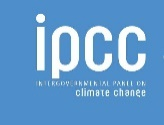 ipcc
INTERGOVERNMENTAL PANEL ON
climate change